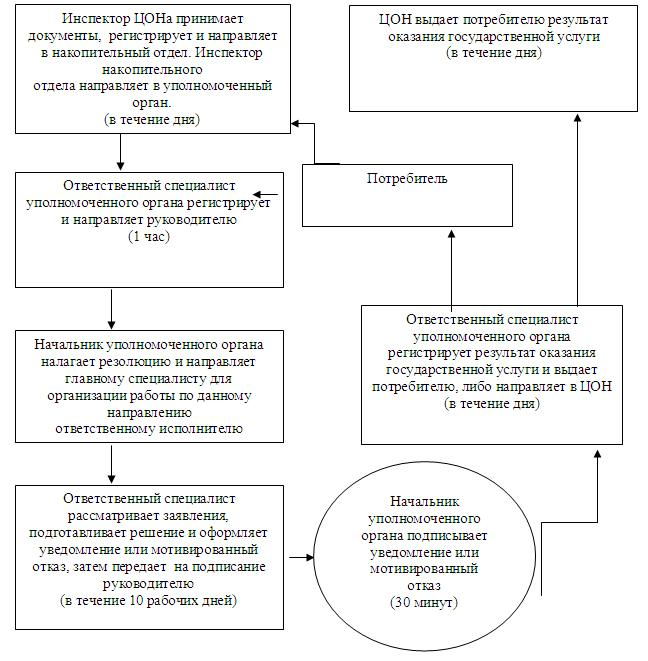 Инспектор ЦОНа принимает
документы,  регистрирует и направляет
в накопительный отдел. Инспектор
накопительного
отдела направляет в уполномоченный
орган.
(в течение дня)
ЦОН выдает потребителю результат
оказания государственной услуги
(в течение дня)
Потребитель
Ответственный специалист
уполномоченного органа регистрирует
и направляет руководителю
(1 час)
Начальник уполномоченного органа
налагает резолюцию и направляет
главному специалисту для
организации работы по данному
направлению
ответственному исполнителю
Ответственный специалист
уполномоченного органа
регистрирует результат оказания
государственной услуги и выдает
потребителю, либо направляет в ЦОН
(в течение дня)
Ответственный специалист
рассматривает заявления,
подготавливает решение и оформляет
уведомление или мотивированный
отказ, затем передает  на подписание
руководителю
(в течение 10 рабочих дней)
Начальник
уполномоченного
органа подписывает
уведомление или
мотивированный
отказ
(30 минут)